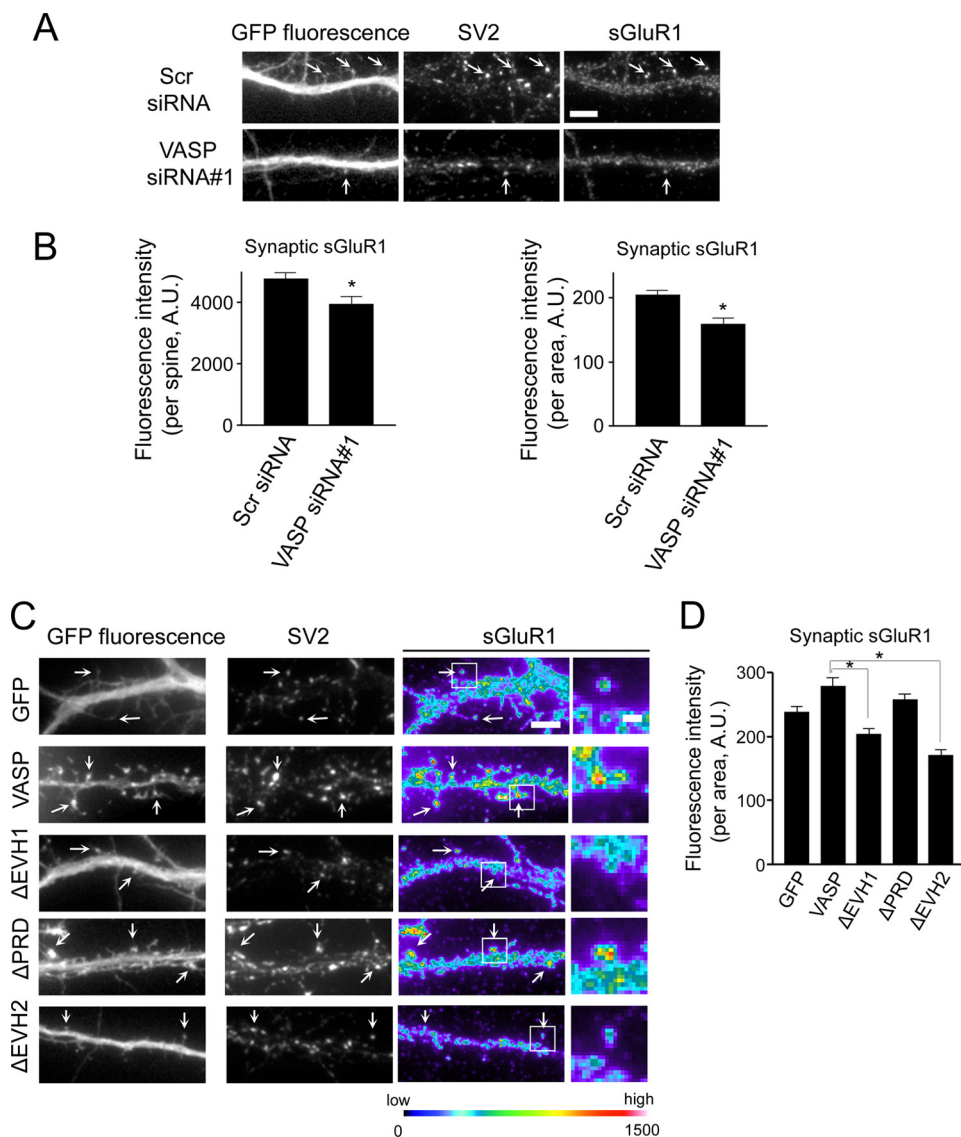 A
GFP fluorescence SV2 sGluR1
Scr
siRNA
VASP
siRNA#1
B
Synaptic sGluR1
Fluorescence intensity
(per spine, A.U.)
4000
2000
0
Scr siRNA
VASP siRNA#1
*
Synaptic sGluR1
Fluorescence intensity
(per area, A.U.)
200
100
0
Scr siRNA
VASP siRNA#1
*
C
GFP fluorescence SV2 sGluR1
GFP
VASP
ΔEVH1
ΔPRD
ΔEVH2
low high
0 1500
D
Synaptic sGluR1
Fluorescence intensity
(per area, A.U.)
300
200
100
0
* *
GFP
VASP
ΔEVH1
ΔPRD
ΔEVH2